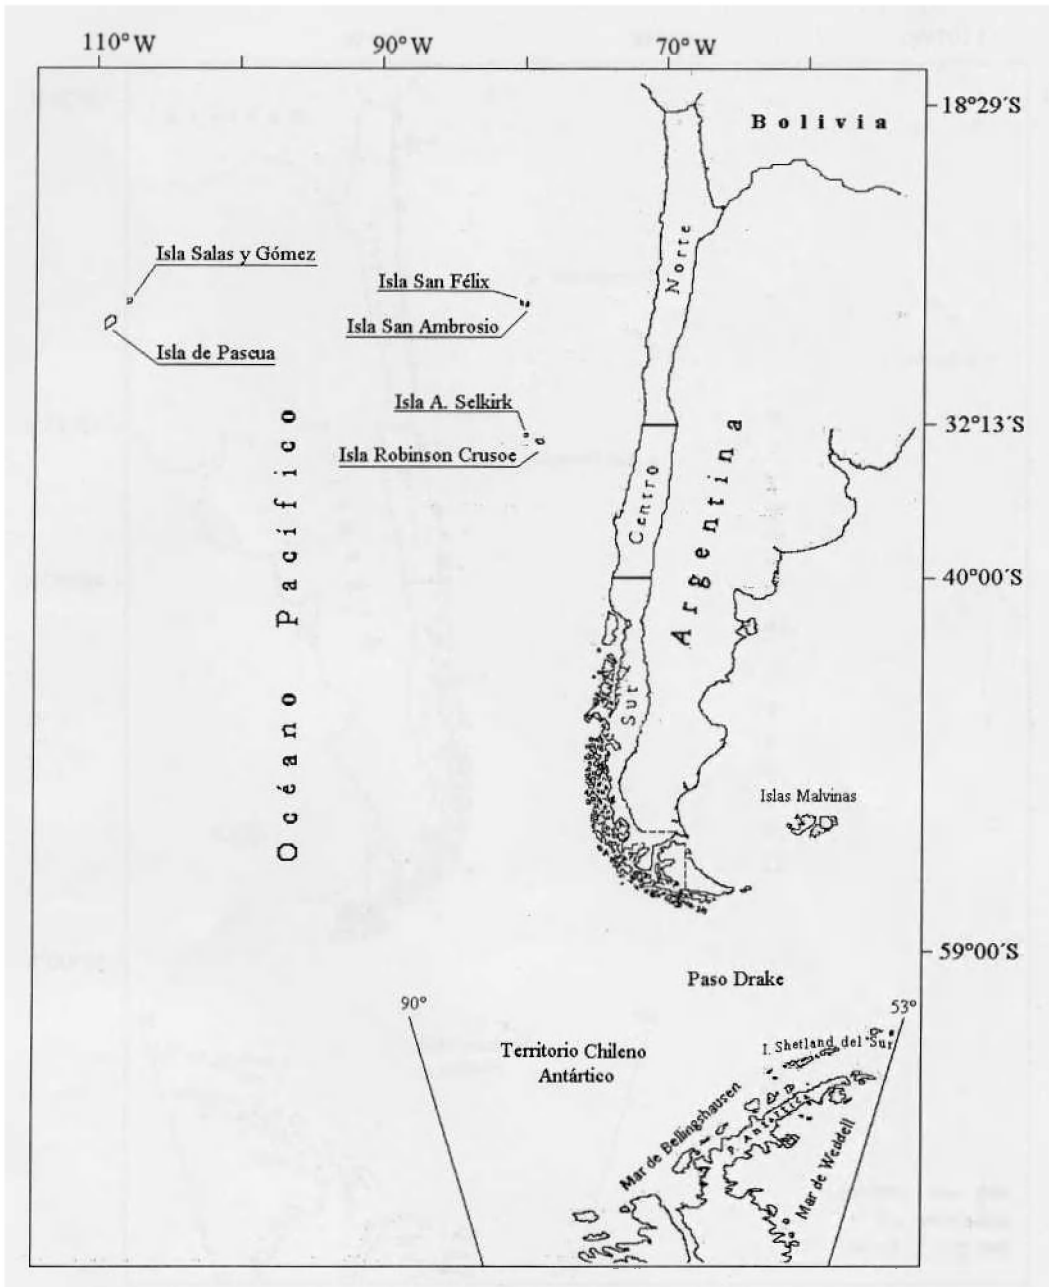 110° W
90° W
70° W
18°29´S
Bolivia
Norte
Isla Salas y Gómez
Isla San Félix
Isla San Ambrosio
Isla de Pascua
Isla A. Selkirk
Isla Robinson Crusoe
32°13´S
Océano Pacífico
Centro
Argentina
40°00´S
Sur
Islas Malvinas
59°00´S
Paso Drake
90°
53°
Territorio Chileno
Antártico
I. Shetland del Sur
Mar de Bellingshausen
P. Antártica
Mar de Weddell